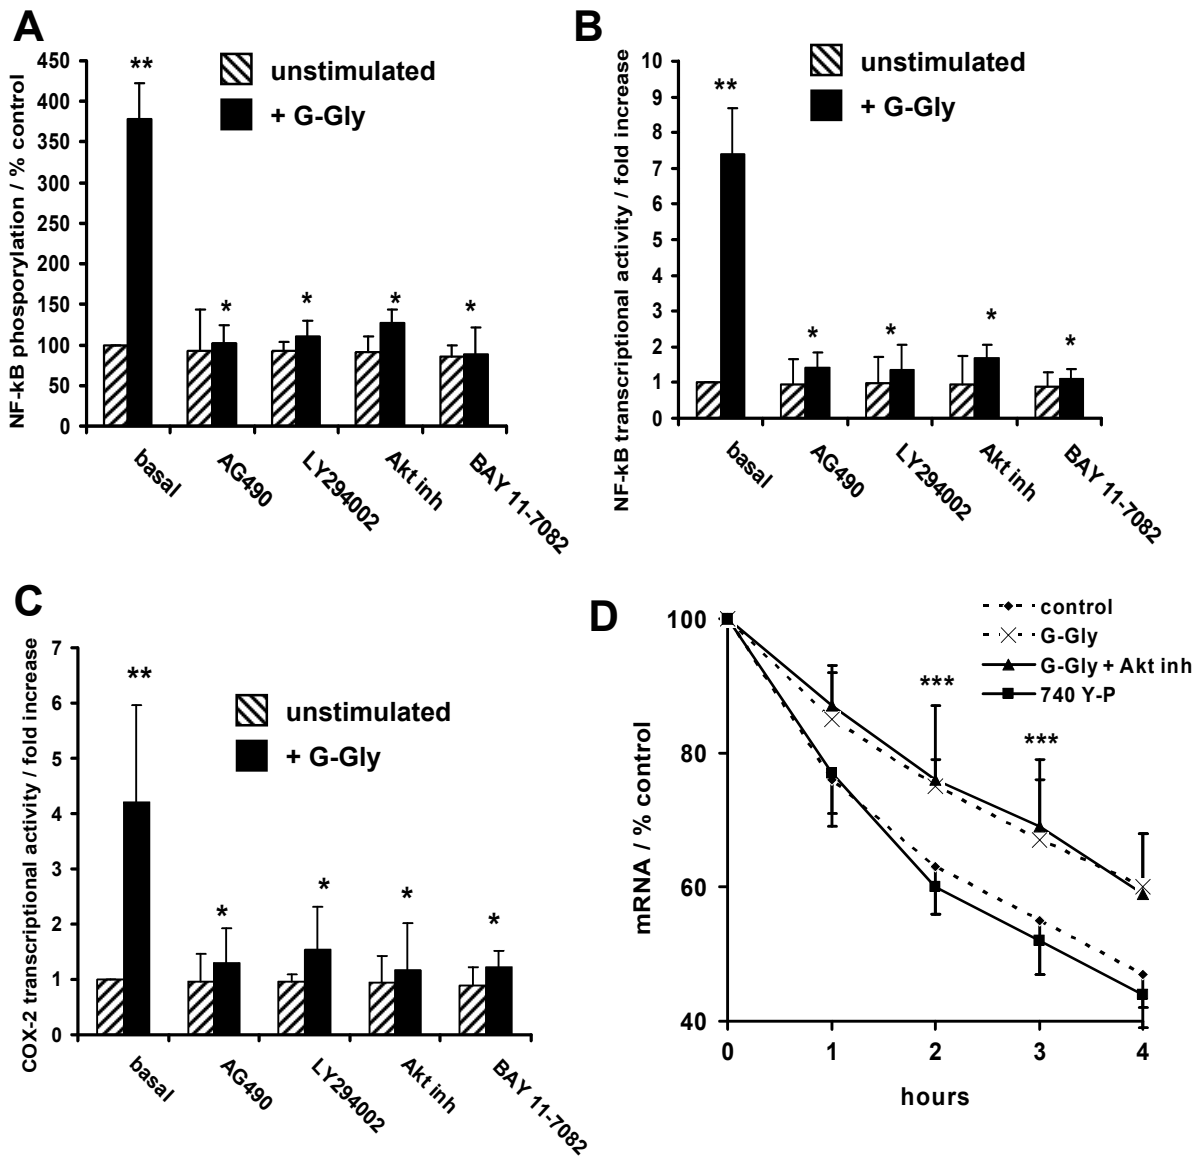 A
NF-kB phosporylation / % control
450
400
350
300
250
200
150
100
50
0
**
*
*
*
*
unstimulated
+ G-Gly
basal
AG490
LY294002
Akt inh
BAY 11-7082
B
NF-kB transcriptional activity / fold increase
10
9
8
7
6
5
4
3
2
1
0
**
*
*
*
*
unstimulated
+ G-Gly
basal
AG490
LY294002
Akt inh
BAY 11-7082
C
COX-2 transcriptional activity / fold increase
7
6
5
4
3
2
1
0
**
*
*
*
*
unstimulated
+ G-Gly
basal
AG490
LY294002
Akt inh
BAY 11-7082
D
mRNA / % control
100
80
60
40
***
***
control
G-Gly
G-Gly + Akt inh
740 Y-P
0
1
2
3
4
hours